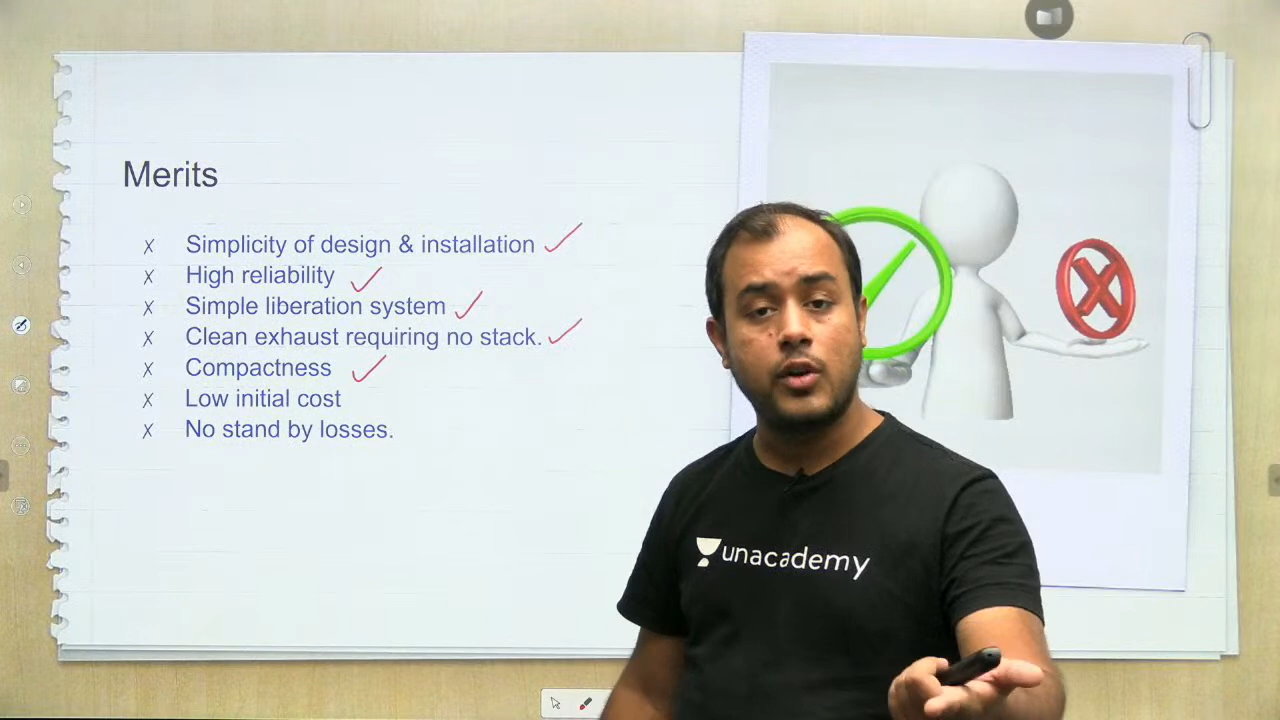 Merits
x Simplicity of design & installation
x High reliability
x Simple liberation system
x Clean exhaust requiring no stack.
x Compactness
x Low initial cost
x No stand by losses.
unacademy